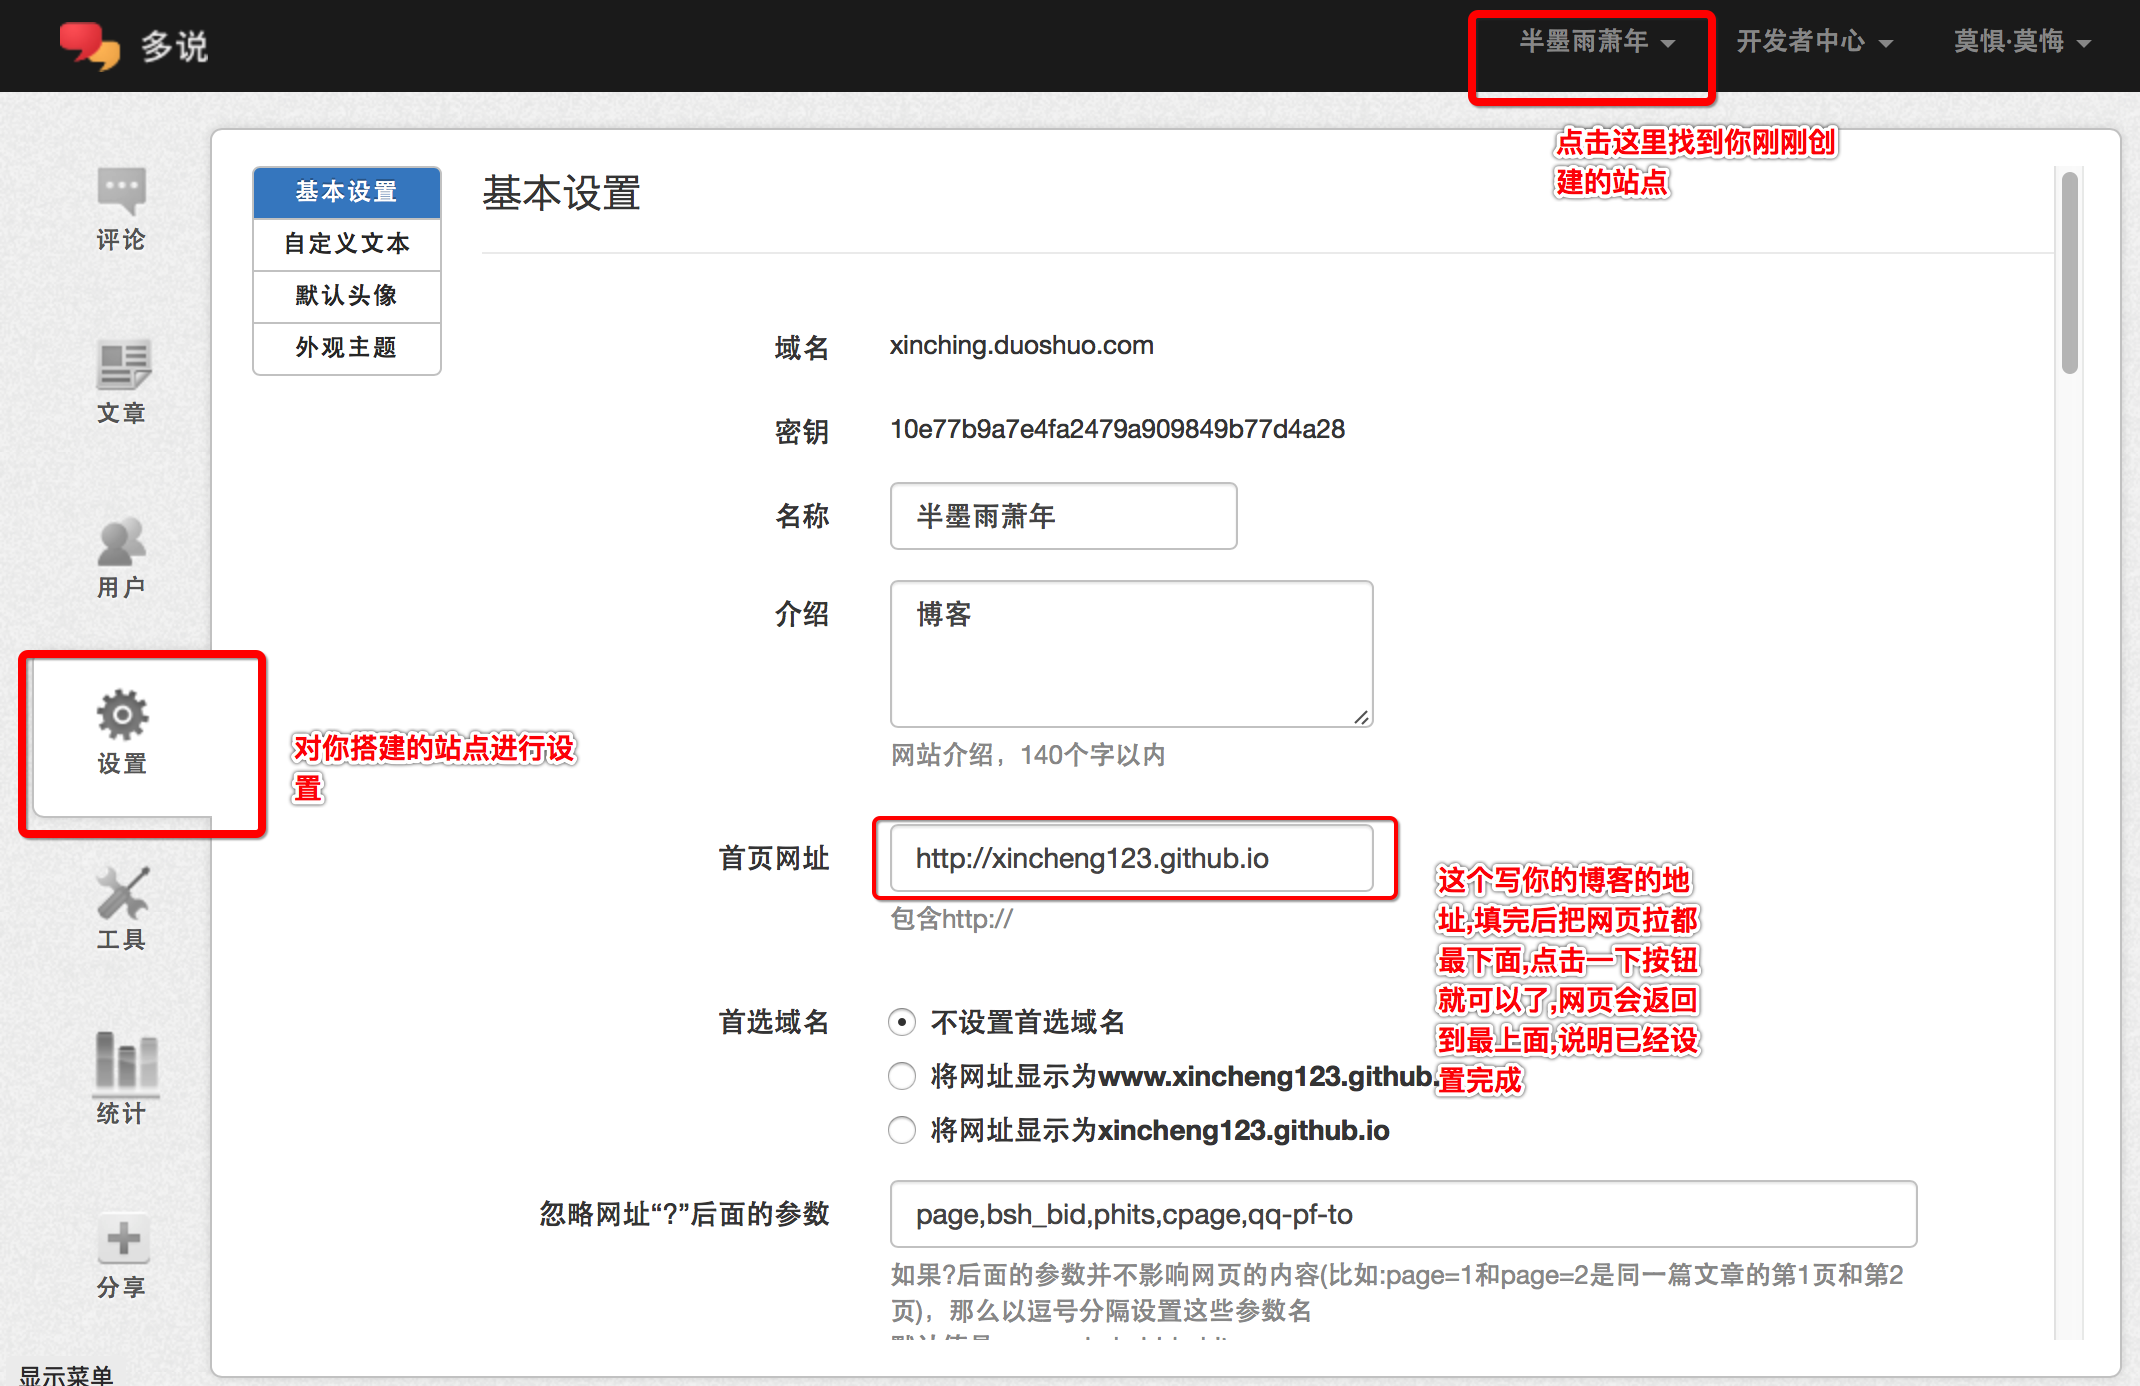 多说
半墨雨萧年
开发者中心
莫惧·莫悔
点击这里找到你刚刚创
建的站点
评论
文章
用户
设置
工具
统计
分享
显示菜单
基本设置
自定义文本
默认头像
外观主题
基本设置
域名
xinching.duoshuo.com
密钥
10e77b9a7e4fa2479a909849b77d4a28
名称
半墨雨萧年
介绍
博客
网站介绍，140个字以内
对你搭建的站点进行设
置
首页网址
http://xincheng123.github.io
包含http://
这个写你的博客的地
址,填完后把网页拉都
最下面,点击一下按钮
就可以了,网页会返回
到最上面,说明已经设
置完成
首选域名
不设置首选域名
将网址显示为www.xincheng123.github.
将网址显示为xincheng123.github.io
忽略网址“?”后面的参数
page,bsh_bid,phits,cpage,qq-pf-to
如果?后面的参数并不影响网页的内容(比如:page=1和page=2是同一篇文章的第1页和第2
页)，那么以逗号分隔设置这些参数名